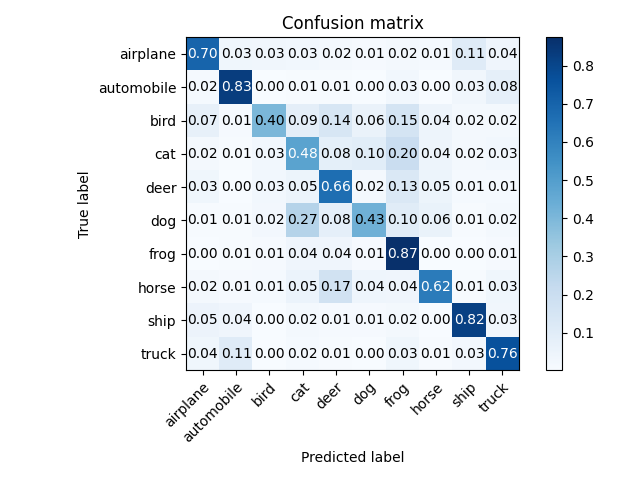 Confusion matrix
True label
airplane 0.70 0.03 0.03 0.03 0.02 0.01 0.02 0.01 0.11 0.04
automobile 0.02 0.83 0.00 0.01 0.01 0.00 0.03 0.00 0.03 0.08
bird 0.07 0.01 0.40 0.09 0.14 0.06 0.15 0.04 0.02 0.02
cat 0.02 0.01 0.03 0.48 0.08 0.10 0.20 0.04 0.02 0.03
deer 0.03 0.00 0.03 0.05 0.66 0.02 0.13 0.05 0.01 0.01
dog 0.01 0.01 0.02 0.27 0.08 0.43 0.10 0.06 0.01 0.02
frog 0.00 0.01 0.01 0.04 0.04 0.01 0.87 0.00 0.00 0.01
horse 0.02 0.01 0.01 0.05 0.17 0.04 0.04 0.62 0.01 0.03
ship 0.05 0.04 0.00 0.02 0.01 0.01 0.02 0.00 0.82 0.03
truck 0.04 0.11 0.00 0.02 0.01 0.00 0.03 0.01 0.03 0.76
airplane automobile bird cat deer dog frog horse ship truck
Predicted label
0.8
0.7
0.6
0.5
0.4
0.3
0.2
0.1